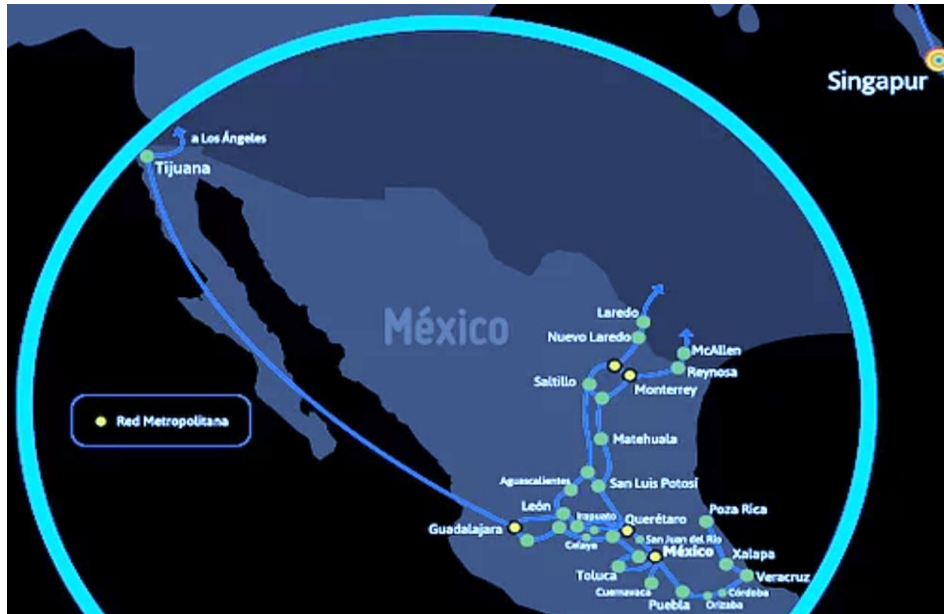 Singapur
a Los Ángeles
Tijuana
México
Laredo
Nuevo Laredo
McAllen
Reynosa
Saltillo
Monterrey
Red Metropolitana
Matehuala
Aguascalientes
San Luis Potosí
León
Irapuato
Poza Rica
Querétaro
Guadalajara
San Juan del Río
Celaya
México
Xalapa
Toluca
Veracruz
Cuernavaca
Córdoba
Puebla
Orizaba